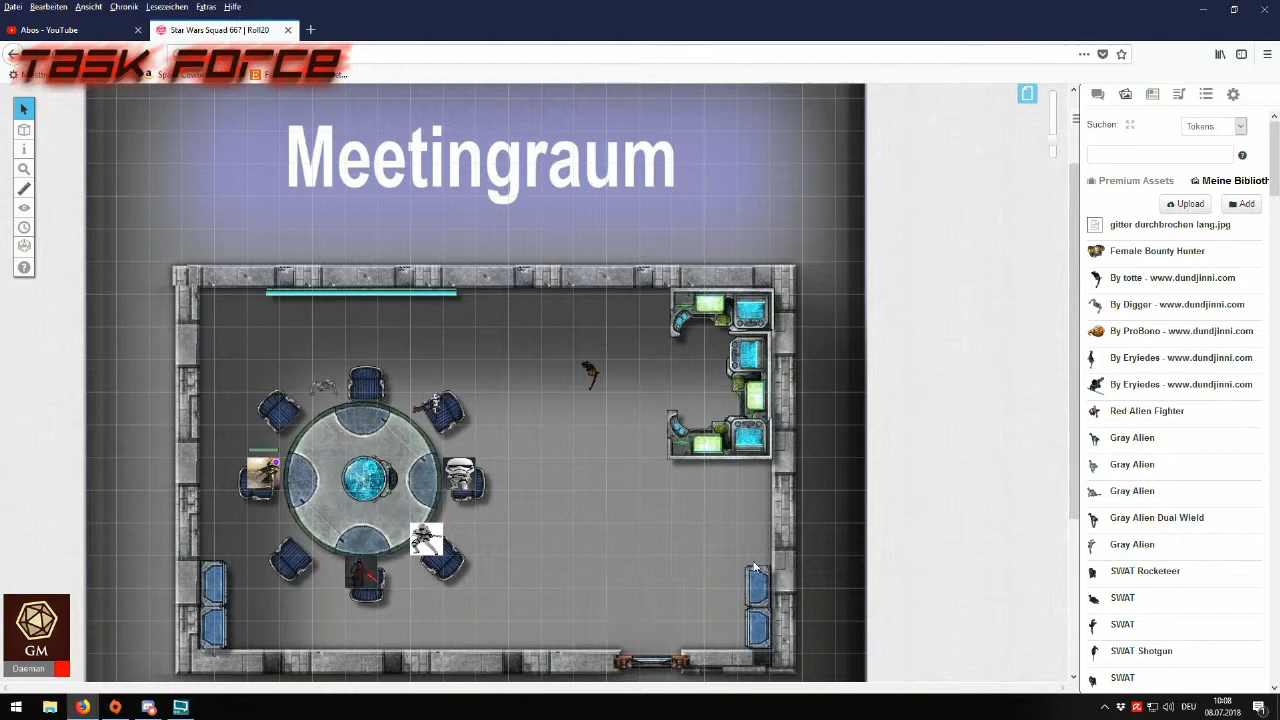 Datei Bearbeiten Ansicht Chronik Lesezeichen Extras Hilfe
Abos - YouTube
Star Wars Squad 667 | Roll20
TASK FORCE
Meetingraum
Suchen:
Tokens
Premium Assets
Meine Biblioth
Upload
Add
gitter durchbrochen lang.jpg
Female Bounty Hunter
By totte - www.dundjinni.com
By Digger - www.dundjinni.com
By ProBono - www.dundjinni.com
By Eryiedes - www.dundjinni.com
By Eryiedes - www.dundjinni.com
Red Alien Fighter
Gray Alien
Gray Alien
Gray Alien
Gray Alien Dual Wield
Gray Alien
SWAT Rocketeer
SWAT
SWAT
SWAT Shotgun
SWAT
GM
Daeman
DEU
10:08
08.07.2018